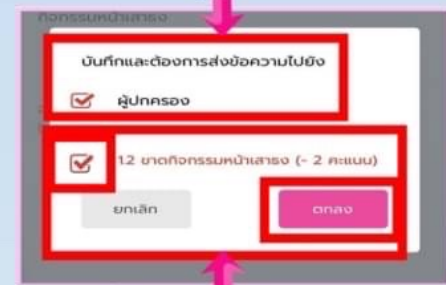 กิจกรรมหน้าเสาธง
บันทึกและต้องการส่งข้อความไปยัง
ผู้ปกครอง
1.2 ขาดกิจกรรมหน้าเสาธง (- 2 คะแนน)
ยกเลิก
ตกลง